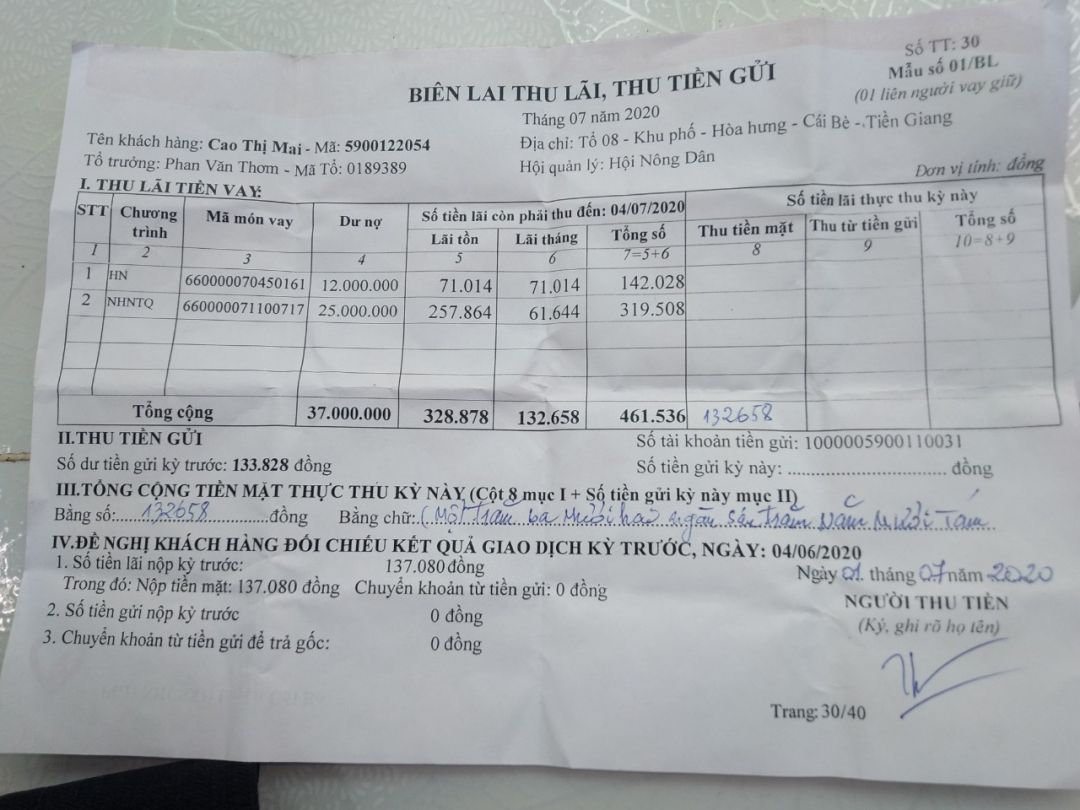 Số TT: 30
BIÊN LAI THU LÃI, THU TIỀN GỬI
Mẫu số 01/BL
(01 liên người vay giữ)
Tháng 07 năm 2020
Tên khách hàng: Cao Thị Mai - Mã: 5900122054
Địa chỉ: Tổ 08 - Khu phố - Hòa hưng - Cái Bè - Tiền Giang
Tổ trưởng: Phan Văn Thơm - Mã Tổ: 0189389
Hội quản lý: Hội Nông Dân
Đơn vị tính: đồng
I. THU LÃI TIỀN VAY:
STT Chương trình Mã món vay Dư nợ Số tiền lãi còn phải thu đến: 04/07/2020 Số tiền lãi thực thu kỳ này
Lãi tồn Lãi tháng Tổng số Thu tiền mặt Thu từ tiền gửi Tổng số
1 2 3 4 5 6 7=5+6 8 9 10=8+9
1 HN 660000070450161 12.000.000 71.014 71.014 142.028
2 NHNTQ 660000071100717 25.000.000 257.864 61.644 319.508
Tổng cộng 37.000.000 328.878 132.658 461.536 132658
II.THU TIỀN GỬI
Số tài khoản tiền gửi: 1000005900110031
Số dư tiền gửi kỳ trước: 133.828 đồng
Số tiền gửi kỳ này: .............................. đồng
III.TỔNG CỘNG TIỀN MẶT THỰC THU KỲ NÀY (Cột 8 mục I + Số tiền gửi kỳ này mục II)
Bằng số:.....132658............đồng Bằng chữ:.(Một trăm ba mươi hai ngàn sáu trăm Năm Mươi Tám
IV.ĐỀ NGHỊ KHÁCH HÀNG ĐỐI CHIẾU KẾT QUẢ GIAO DỊCH KỲ TRƯỚC, NGÀY: 04/06/2020
1. Số tiền lãi nộp kỳ trước: 137.080 đồng
Trong đó: Nộp tiền mặt: 137.080 đồng Chuyển khoản từ tiền gửi: 0 đồng
2. Số tiền gửi nộp kỳ trước 0 đồng
3. Chuyển khoản từ tiền gửi để trả gốc: 0 đồng
Ngày 01. tháng 07 năm 2020
NGƯỜI THU TIỀN
(Ký, ghi rõ họ tên)
Trang: 30/40